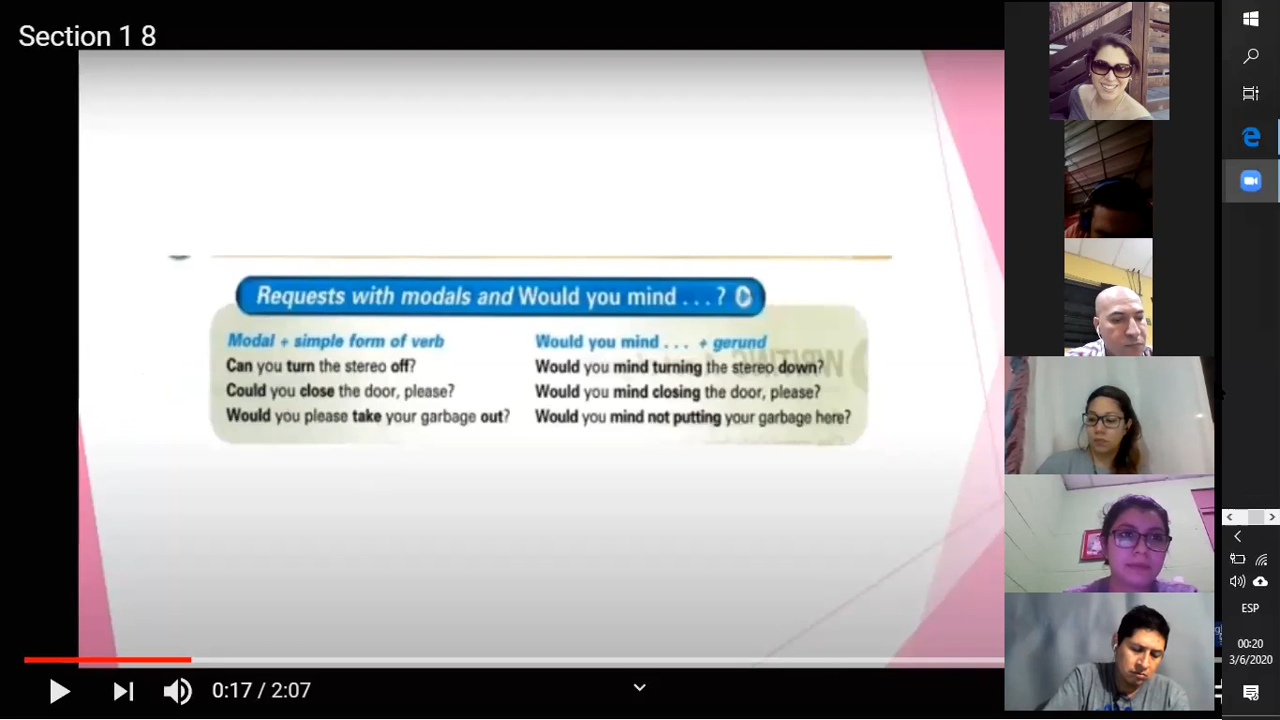 Section 1 8
Requests with modals and Would you mind . . . ?
Modal + simple form of verb
Can you turn the stereo off?
Could you close the door, please?
Would you please take your garbage out?
Would you mind . . . + gerund
Would you mind turning the stereo down?
Would you mind closing the door, please?
Would you mind not putting your garbage here?
WRITING
0:17 / 2:07
ESP
00:20
3/6/2020